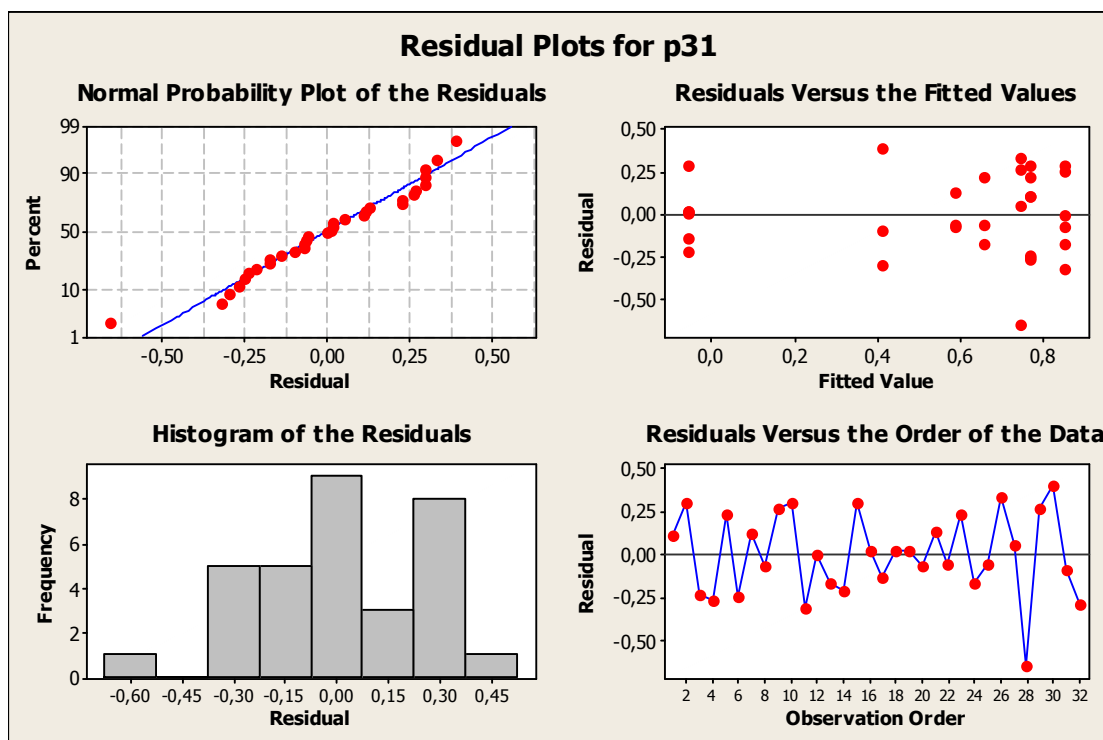 Residual Plots for p31
Normal Probability Plot of the Residuals
99
90
50
10
1
Percent
-0,50 -0,25 0,00 0,25 0,50
Residual
Residuals Versus the Fitted Values
0,50
0,25
0,00
-0,25
-0,50
Residual
0,0 0,2 0,4 0,6 0,8
Fitted Value
Histogram of the Residuals
8
6
4
2
0
Frequency
-0,60 -0,45 -0,30 -0,15 0,00 0,15 0,30 0,45
Residual
Residuals Versus the Order of the Data
0,50
0,25
0,00
-0,25
-0,50
Residual
2 4 6 8 10 12 14 16 18 20 22 24 26 28 30 32
Observation Order